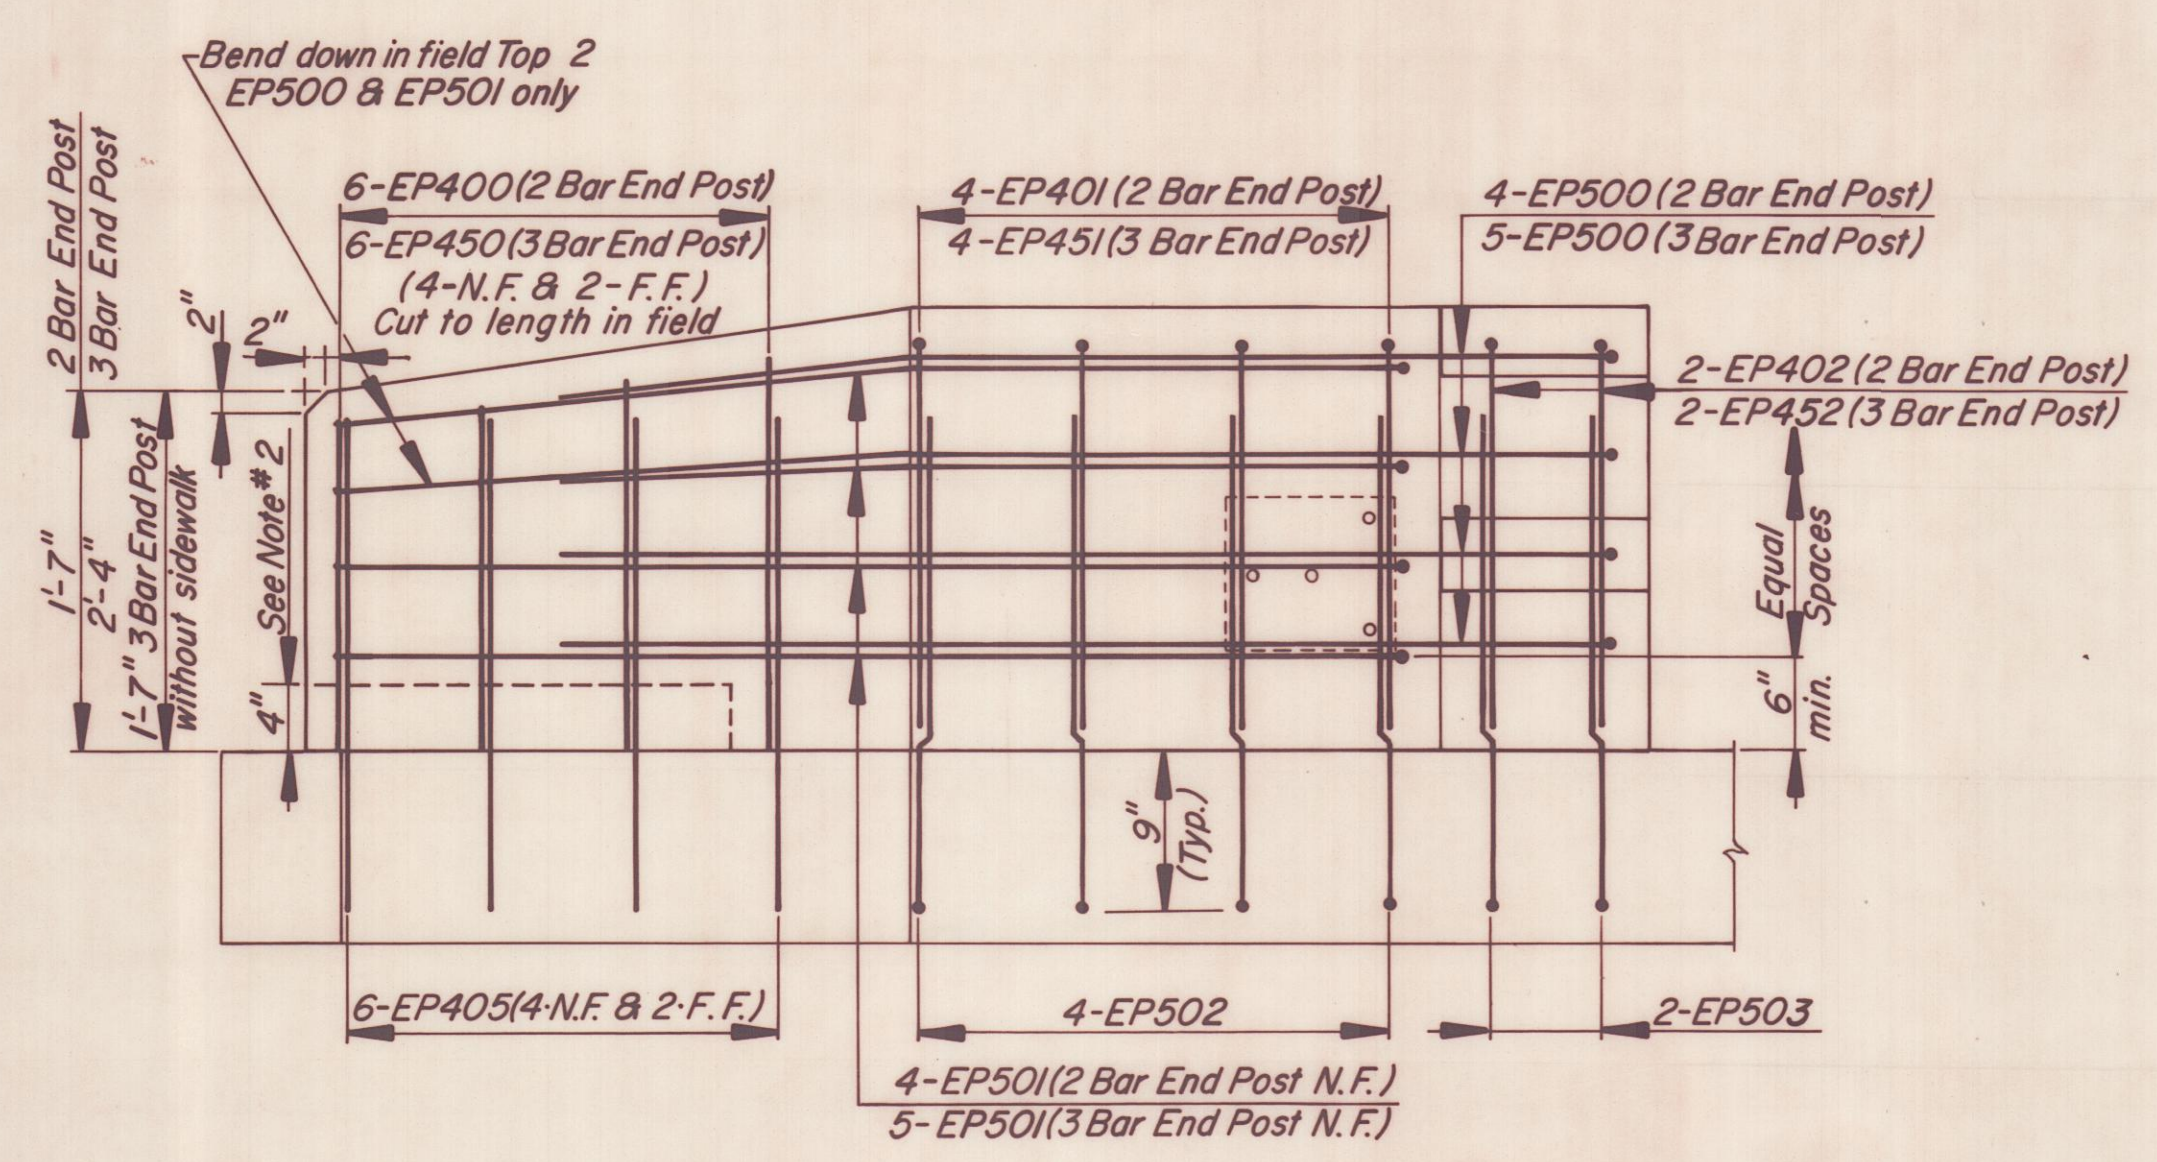 Bend down in field Top 2
EP500 & EP501 only
2 Bar End Post
3 Bar End Post
6-EP400 (2 Bar End Post)
6-EP450 (3 Bar End Post)
(4-N.F. & 2-F.F.)
Cut to length in field
4-EP401 (2 Bar End Post)
4-EP451 (3 Bar End Post)
4-EP500 (2 Bar End Post)
5-EP500 (3 Bar End Post)
2"
2"
2-EP402 (2 Bar End Post)
2-EP452 (3 Bar End Post)
1'-7"
2'-4"
1'-7" 3 Bar End Post
without sidewalk
See Note #2
4"
Equal
Spaces
6"
min.
9"
(Typ.)
6-EP405(4·N.F. & 2·F.F.)
4-EP502
2-EP503
4-EP501(2 Bar End Post N.F.)
5-EP501(3 Bar End Post N.F.)